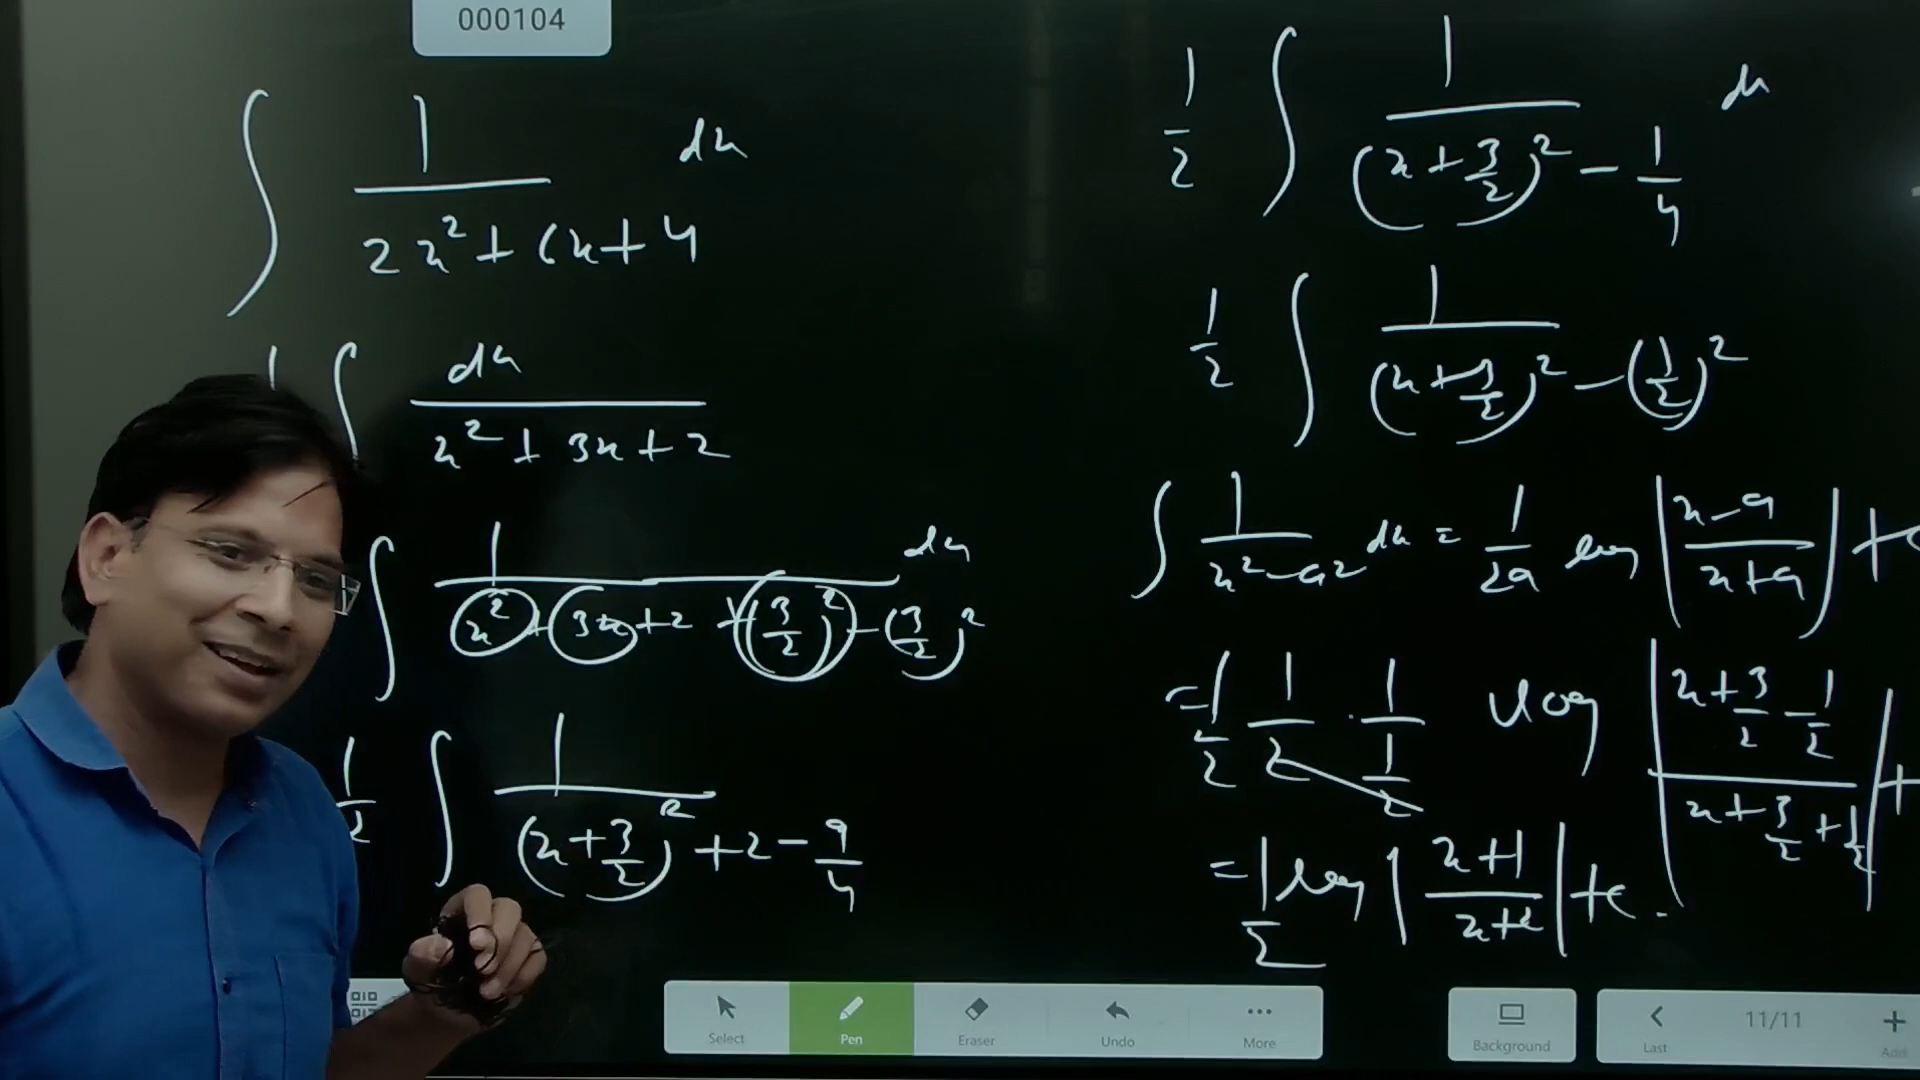 000104
∫ 1/(2x² + 6x + 4) dx
∫ dx/(x² + 3x + 2)
∫ 1/(x² + 3x + 2 + (3/2)² - (3/2)²) dx
1/2 ∫ 1/((x + 3/2)² + 2 - 9/4)
1/2 ∫ 1/((x + 3/2)² - 1/4) dx
1/2 ∫ 1/((x + 3/2)² - (1/2)²)
∫ 1/(x² - a²) dx = 1/2a log |(x - a)/(x + a)| + c
= 1/2 1/2 · 1/(1/2) log |(x + 3/2 - 1/2)/(x + 3/2 + 1/2)| +
= 1/2 log |(x + 1)/(x + 2)| + c.
Select Pen Eraser Undo More Background Last 11/11 Add